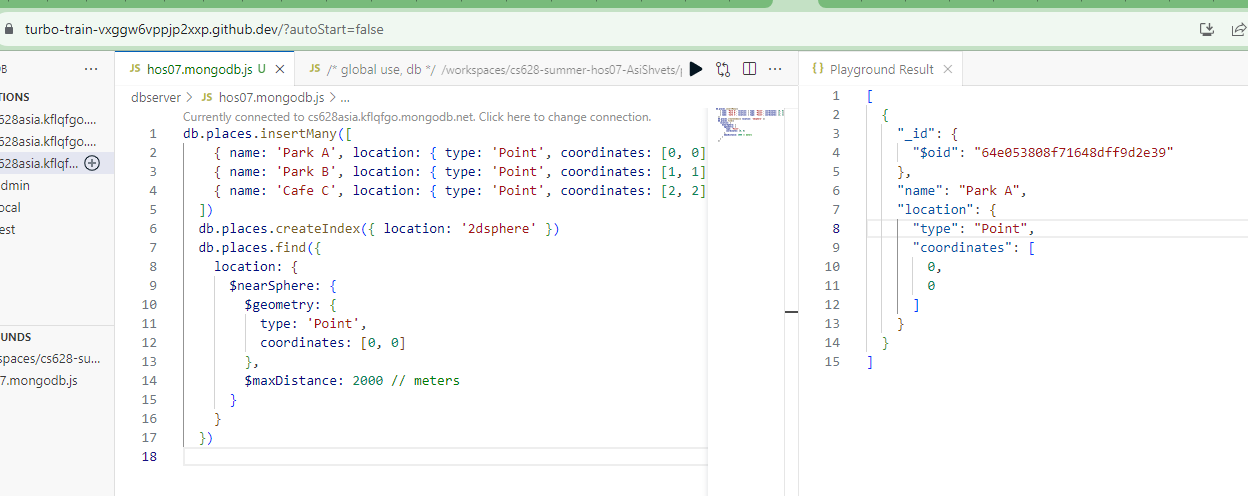 turbo-train-vxggw6vppjp2xxp.github.dev/?autoStart=false
DB
JS hos07.mongodb.js U
JS /* global use, db */ /workspaces/cs628-summer-hos07-AsiShvets/
{} Playground Result
TIONS
628asia.kflqfgo....
628asia.kflqfgo....
628asia.kflqf...
dmin
ocal
est
UNDS
spaces/cs628-su...
7.mongodb.js
dbserver > JS hos07.mongodb.js > ...
Currently connected to cs628asia.kflqfgo.mongodb.net. Click here to change connection.
1 db.places.insertMany([
2 { name: 'Park A', location: { type: 'Point', coordinates: [0, 0]
3 { name: 'Park B', location: { type: 'Point', coordinates: [1, 1]
4 { name: 'Cafe C', location: { type: 'Point', coordinates: [2, 2]
5 ])
6 db.places.createIndex({ location: '2dsphere' })
7 db.places.find({
8 location: {
9 $nearSphere: {
10 $geometry: {
11 type: 'Point',
12 coordinates: [0, 0]
13 },
14 $maxDistance: 2000 // meters
15 }
16 }
17 })
18
1 [
2 {
3 "_id": {
4 "$oid": "64e053808f71648dff9d2e39"
5 },
6 "name": "Park A",
7 "location": {
8 "type": "Point",
9 "coordinates": [
10 0,
11 0
12 ]
13 }
14 }
15 ]